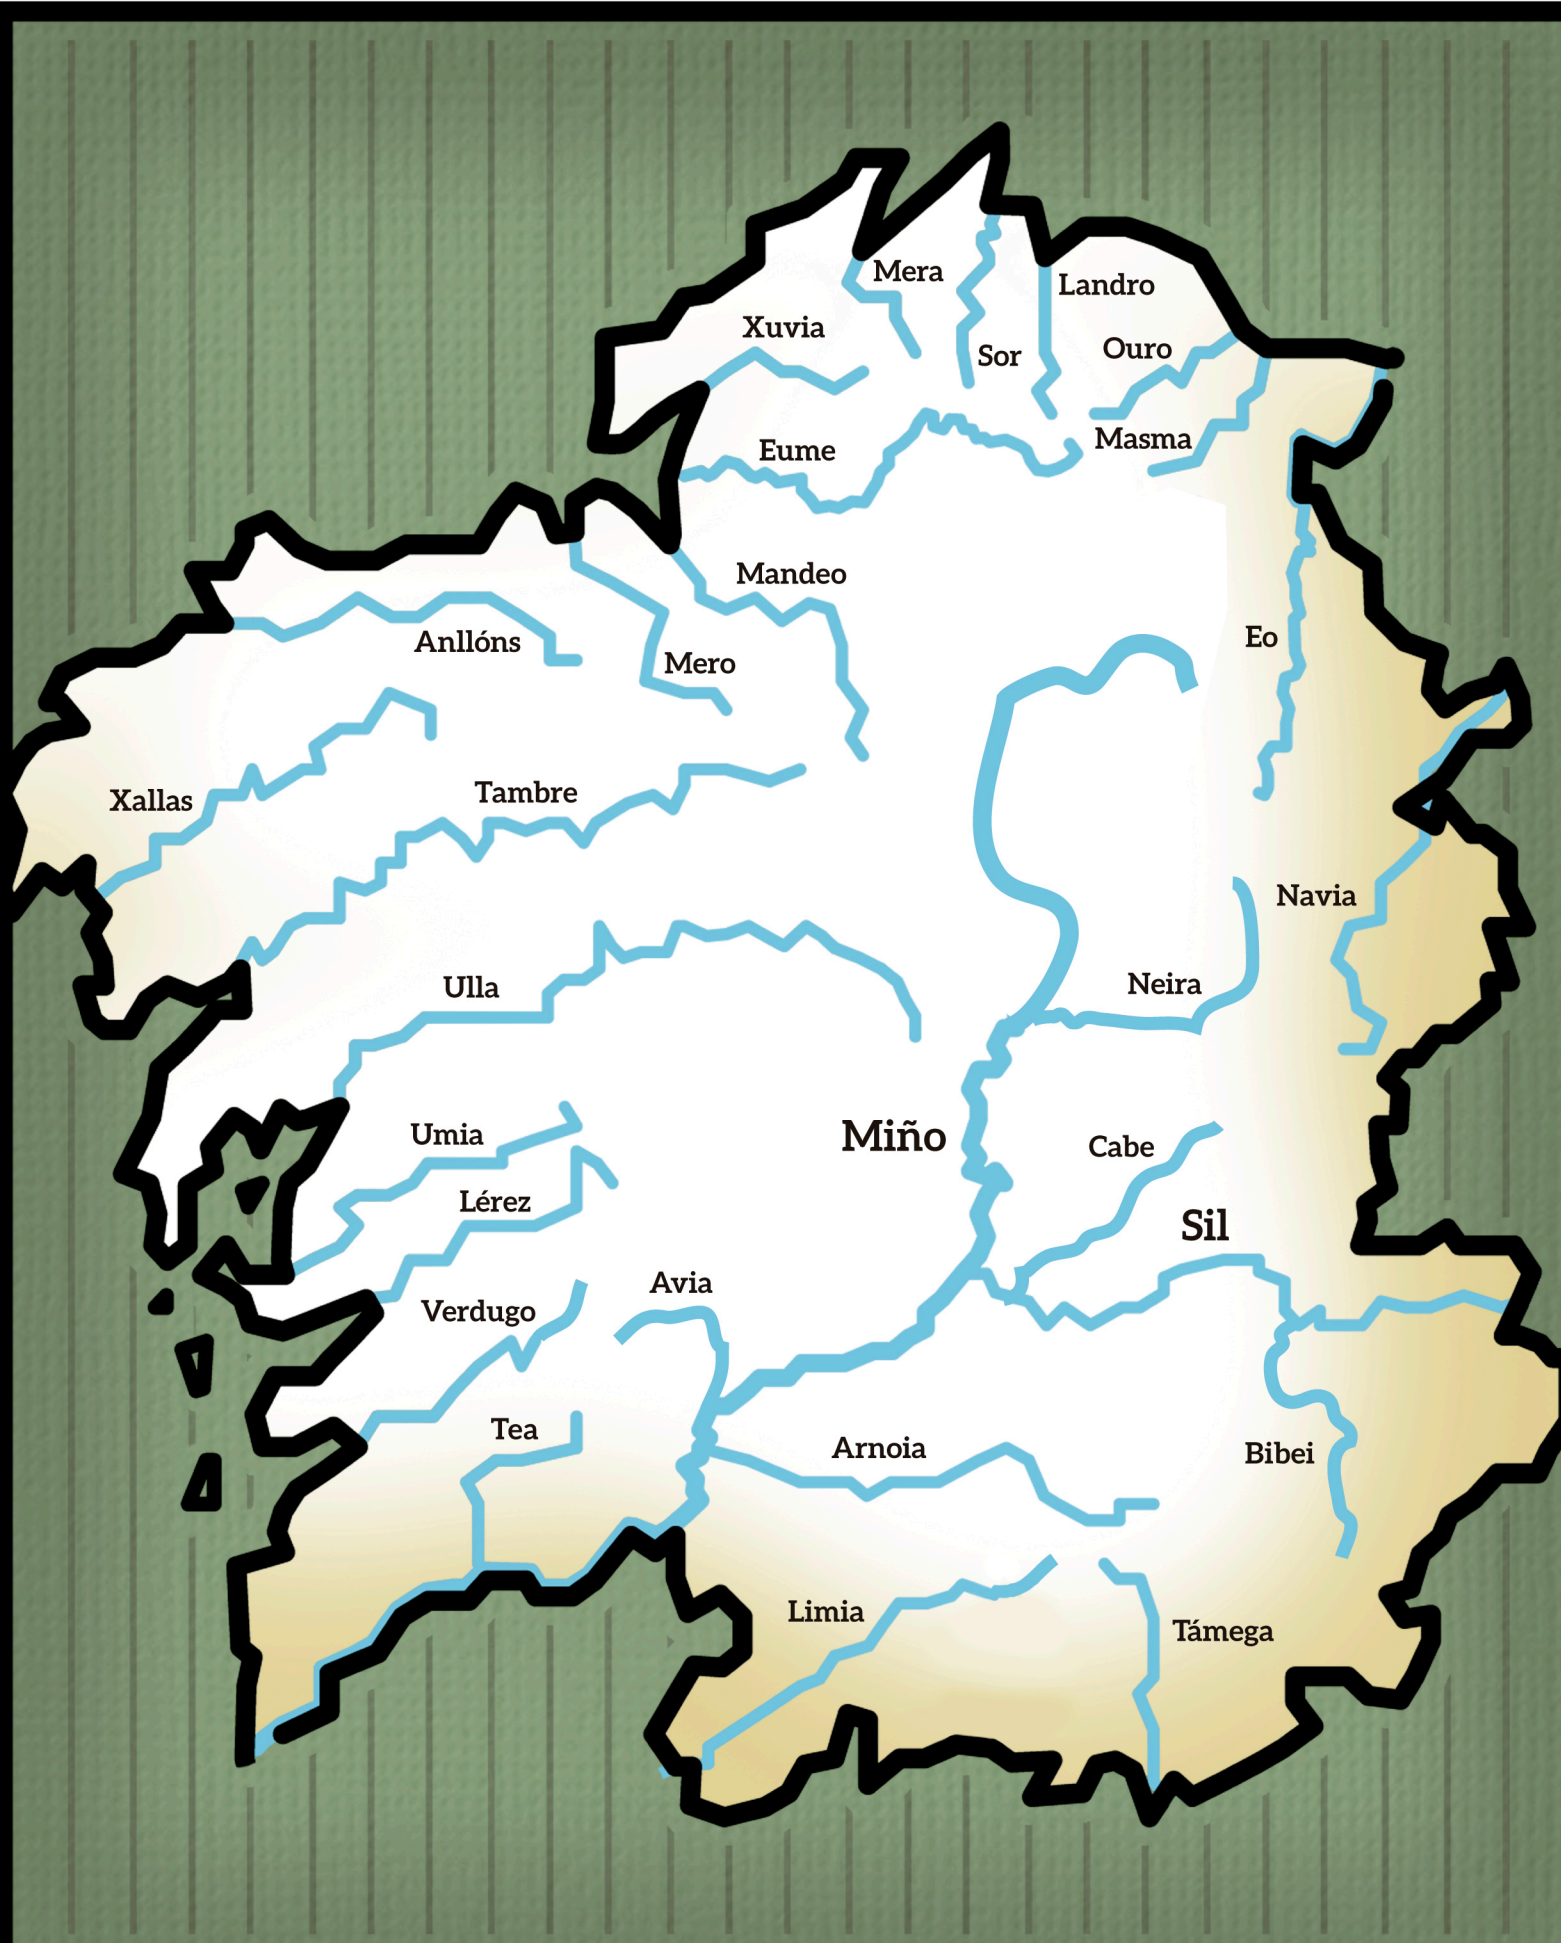 Mera
Landro
Xuvia
Ouro
Sor
Masma
Eume
Mandeo
Eo
Anllóns
Mero
Tambre
Xallas
Navia
Neira
Ulla
Umia
Miño
Cabe
Lérez
Sil
Avia
Verdugo
Tea
Arnoia
Bibei
Limia
Támega